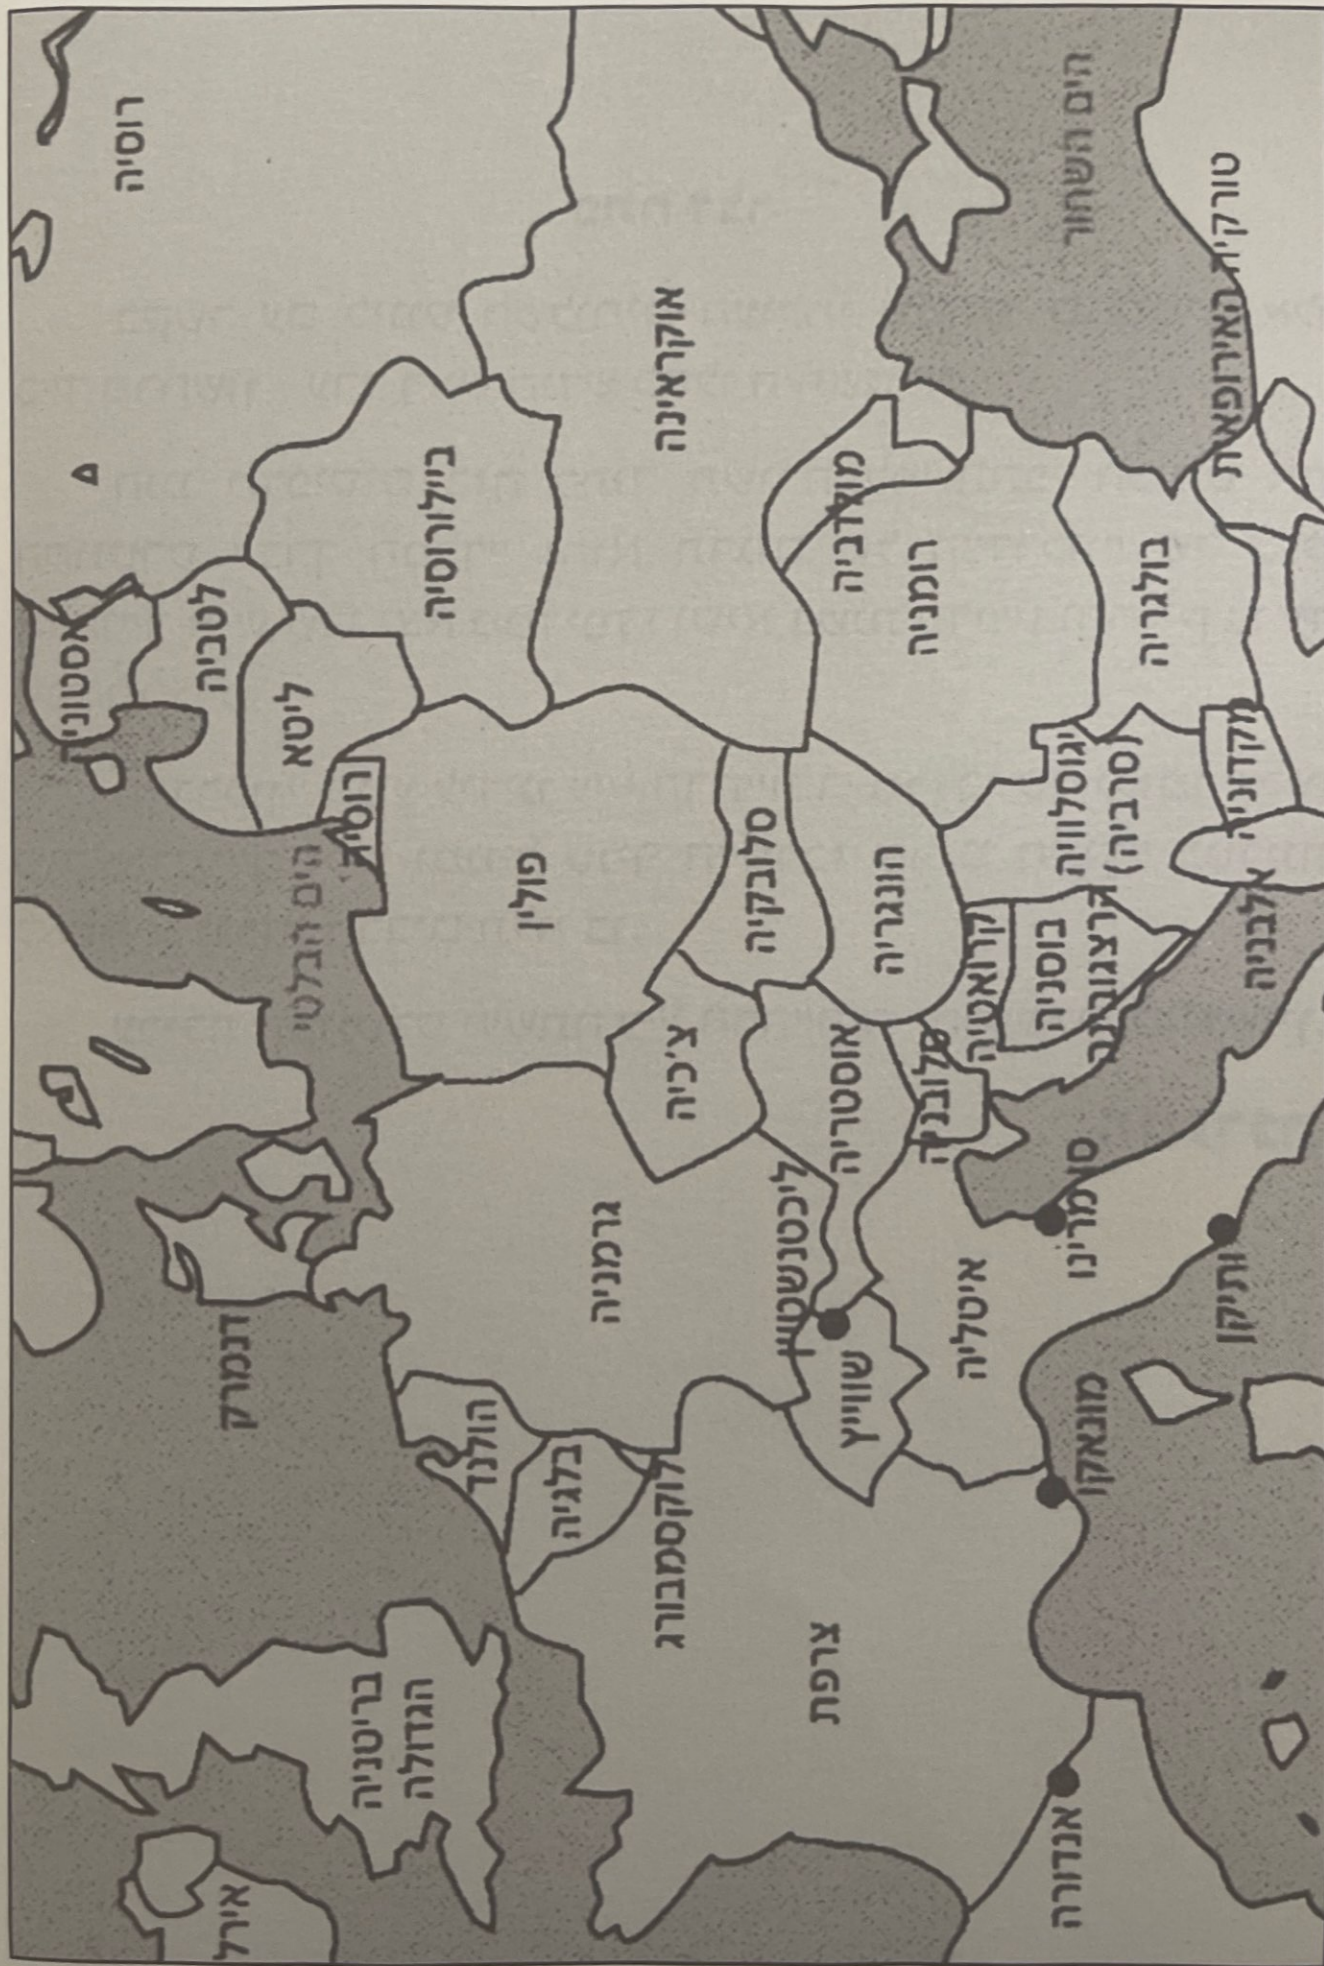 רוסיה
אסטוניה
לטביה
דנמרק
אירל
ליטא
הים הבלטי
רוסיה
בריטניה
הגדולה
ביילורוסיה
הולנד
פולין
בלגיה
גרמניה
אוקראינה
צ'כיה
לוקסמבורג
סלובקיה
ליכטנשטיין
צרפת
מולדביה
אוסטריה
שווייץ
הונגריה
רומניה
סלובניה
איטליה
קרואטיה
הים השחור
יגוסלוויה
(סרביה)
בוסניה
הרצגובינה
סן מרינו
מונאקו
אנדורה
בולגריה
טורקיה האירופאית
מקדוניה
ותיקן
אלבניה